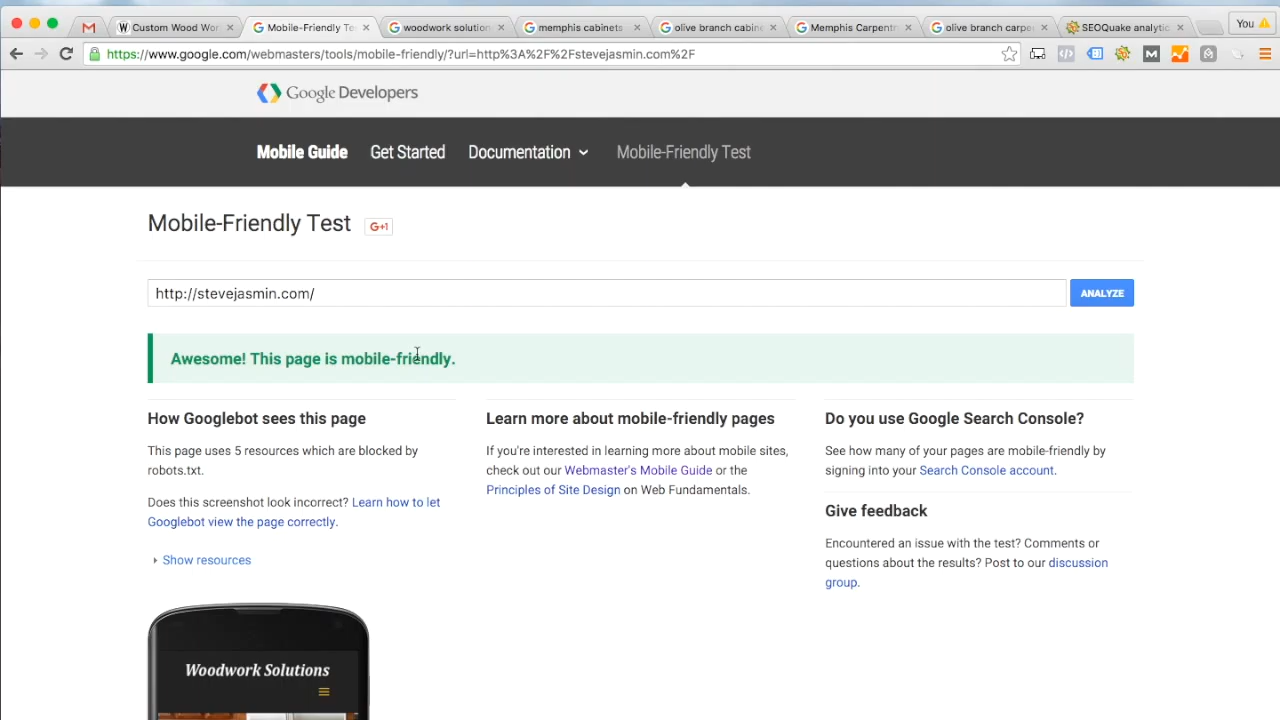 Custom Wood Wor
Mobile-Friendly Te
woodwork solution
memphis cabinets
olive branch cabine
Memphis Carpentr
olive branch carpe
SEOQuake analytic
You
https://www.google.com/webmasters/tools/mobile-friendly/?url=http%3A%2F%2Fstevejasmin.com%2F
Google Developers
Mobile Guide
Get Started
Documentation
Mobile-Friendly Test
Mobile-Friendly Test
G+1
http://stevejasmin.com/
ANALYZE
Awesome! This page is mobile-friendly.
How Googlebot sees this page
This page uses 5 resources which are blocked by
robots.txt.
Does this screenshot look incorrect? Learn how to let
Googlebot view the page correctly.
Show resources
Woodwork Solutions
Learn more about mobile-friendly pages
If you're interested in learning more about mobile sites,
check out our Webmaster's Mobile Guide or the
Principles of Site Design on Web Fundamentals.
Do you use Google Search Console?
See how many of your pages are mobile-friendly by
signing into your Search Console account.
Give feedback
Encountered an issue with the test? Comments or
questions about the results? Post to our discussion
group.